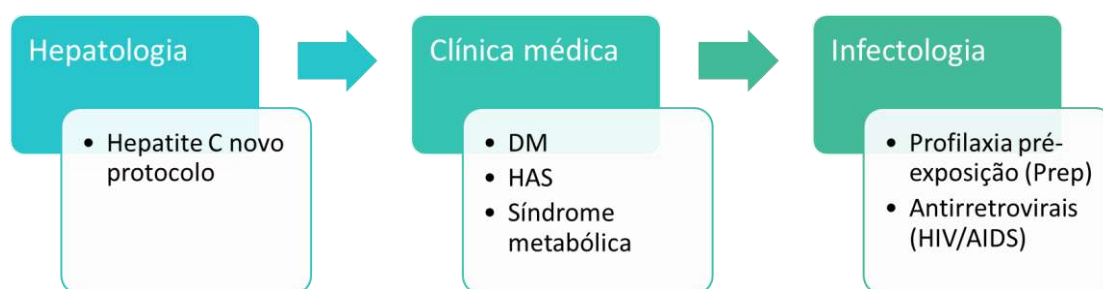 Hepatologia
• Hepatite C novo
protocolo
Clínica médica
• DM
• HAS
• Síndrome
metabólica
Infectologia
• Profilaxia pré-
exposição (Prep)
• Antirretrovirais
(HIV/AIDS)